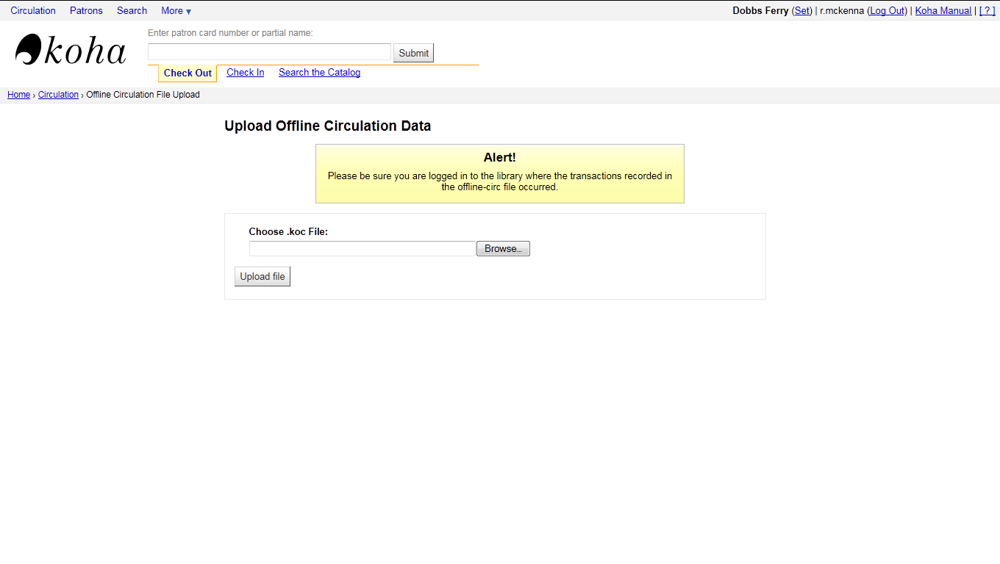 Circulation Patrons Search More ▼ Dobbs Ferry (Set) | r.mckenna (Log Out) | Koha Manual | [ ? ]
koha
Enter patron card number or partial name:
Submit
Check Out Check In Search the Catalog
Home › Circulation › Offline Circulation File Upload
Upload Offline Circulation Data
Alert!
Please be sure you are logged in to the library where the transactions recorded in
the offline-circ file occurred.
Choose .koc File:
Browse…
Upload file